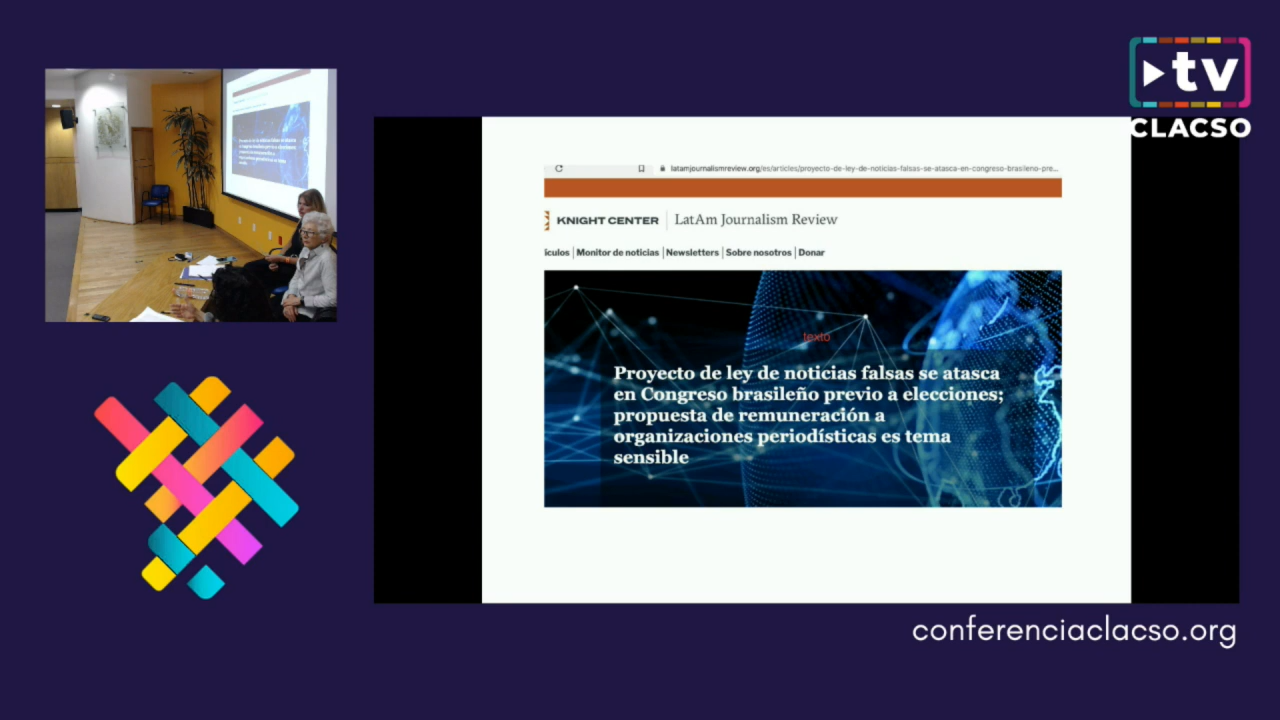 tv
CLACSO
latamjournalismreview.org/es/articles/proyecto-de-ley-de-noticias-falsas-se-atasca-en-congreso-brasileno-pre...
KNIGHT CENTER | LatAm Journalism Review
ículos | Monitor de noticias | Newsletters | Sobre nosotros | Donar
texto
Proyecto de ley de noticias falsas se atasca
en Congreso brasileño previo a elecciones;
propuesta de remuneración a
organizaciones periodísticas es tema
sensible
conferenciaclacso.org